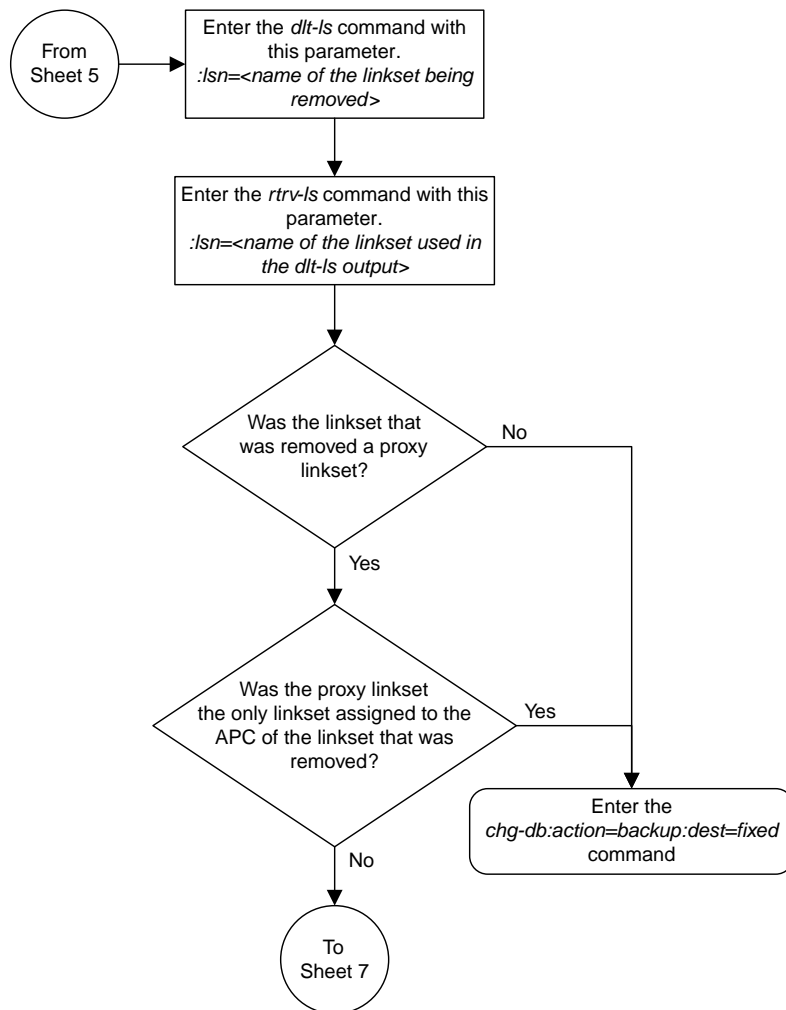 From
Sheet 5
Enter the dlt-ls command with
this parameter.
:lsn=<name of the linkset being
removed>
Enter the rtrv-ls command with this
parameter.
:lsn=<name of the linkset used in
the dlt-ls output>
Was the linkset that
was removed a proxy
linkset?
No
Yes
Was the proxy linkset
the only linkset assigned to the
APC of the linkset that was
removed?
Yes
Enter the
chg-db:action=backup:dest=fixed
command
No
To
Sheet 7